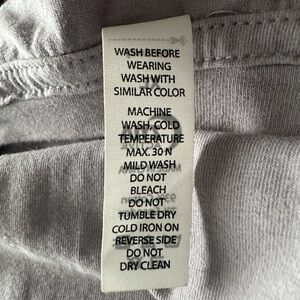 WASH BEFORE
WEARING
WASH WITH
SIMILAR COLOR
MACHINE
WASH, COLD
TEMPERATURE
MAX. 30 N
MILD WASH
DO NOT
BLEACH
DO NOT
TUMBLE DRY
COLD IRON ON
REVERSE SIDE
DO NOT
DRY CLEAN